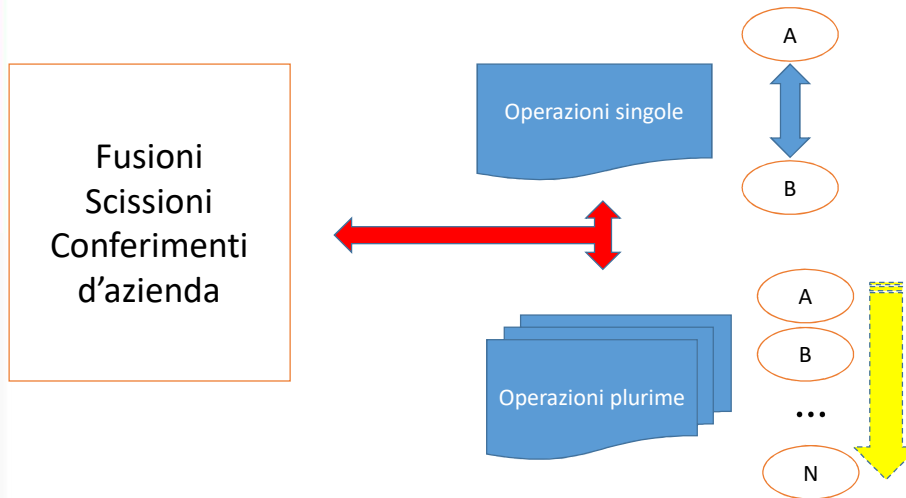 Fusioni
Scissioni
Conferimenti
d’azienda
Operazioni singole
A
B
Operazioni plurime
A
B
...
N